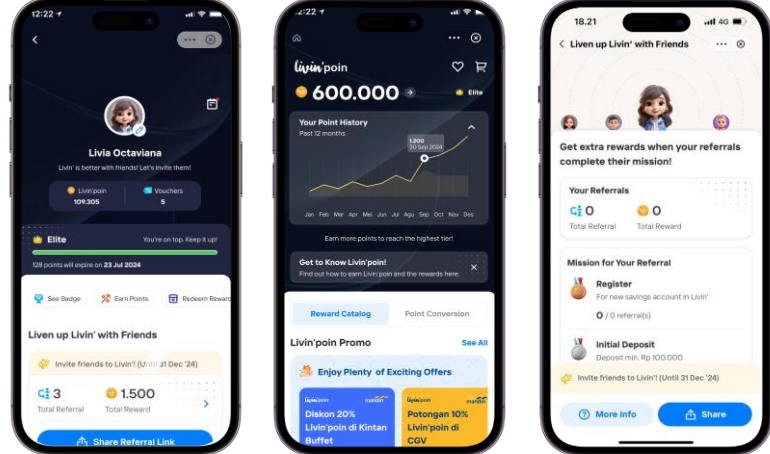 12:22
Livia Octaviana
Livin' is better with friends! Let's invite them!
Livin'poin
109.305
Vouchers
5
Elite
You're on top. Keep it up!
128 points will expire on 23 Jul 2024
See Badge
Earn Points
Redeem Reward
Liven up Livin' with Friends
Invite friends to Livin'! (Until 31 Dec '24)
3
Total Referral
1.500
Total Reward
Share Referral Link
12:22
livin'poin
600.000
Elite
Your Point History
Past 12 months
1.200
30 Sep 2024
Jan Feb Mar Apr Mei Jun Jul Agu Sep Oct Nov Des
Earn more points to reach the highest tier!
Get to Know Livin'poin!
Find out how to earn Livin'poin and the rewards here.
Reward Catalog
Point Conversion
Livin'poin Promo
See All
Enjoy Plenty of Exciting Offers
livin'poin
mandiri
Diskon 20%
Livin'poin di Kintan
Buffet
livin'poin
mandiri
Potongan 10%
Livin'poin di
CGV
18.21
4G
Liven up Livin' with Friends
Get extra rewards when your referrals
complete their mission!
Your Referrals
0
Total Referral
0
Total Reward
Mission for Your Referral
Register
For new savings account in Livin'
0 / 0 referral(s)
Initial Deposit
Deposit min. Rp 100.000
Invite friends to Livin'! (Until 31 Dec '24)
More Info
Share